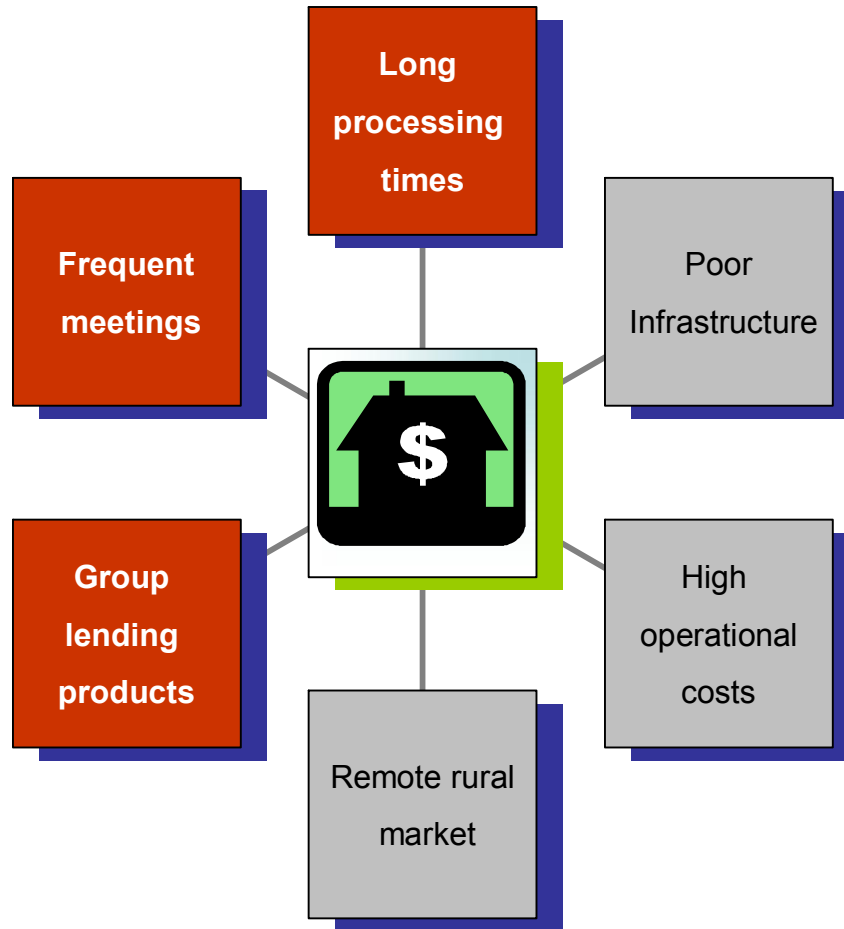 Long
processing
times
Frequent
meetings
Poor
Infrastructure
$
Group
lending
products
High
operational
costs
Remote rural
market